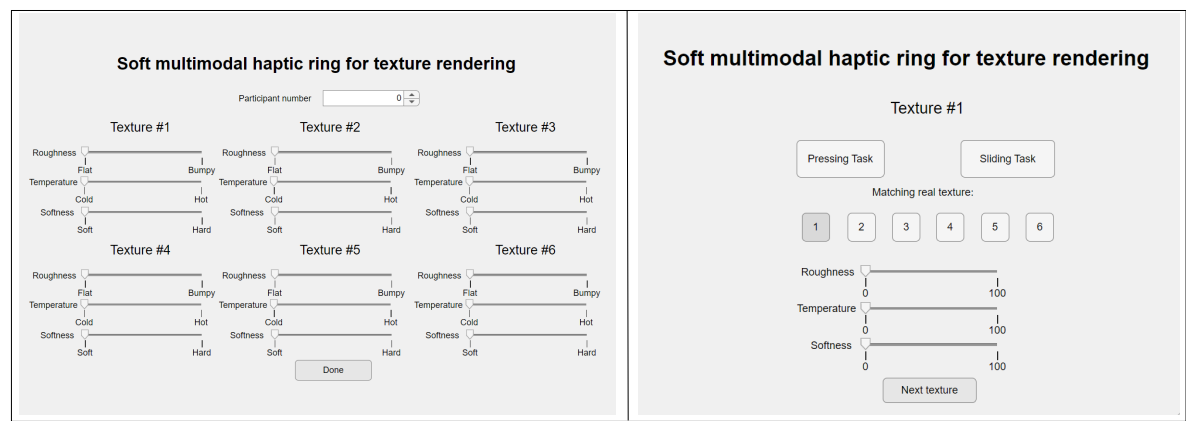 Soft multimodal haptic ring for texture rendering
Participant number 0
Texture #1 Texture #2 Texture #3
Roughness Roughness Roughness
Flat Bumpy Flat Bumpy Flat Bumpy
Temperature Temperature Temperature
Cold Hot Cold Hot Cold Hot
Softness Softness Softness
Soft Hard Soft Hard Soft Hard
Texture #4 Texture #5 Texture #6
Roughness Roughness Roughness
Flat Bumpy Flat Bumpy Flat Bumpy
Temperature Temperature Temperature
Cold Hot Cold Hot Cold Hot
Softness Softness Softness
Soft Hard Soft Hard Soft Hard
Done
Soft multimodal haptic ring for texture rendering
Texture #1
Pressing Task Sliding Task
Matching real texture:
1 2 3 4 5 6
Roughness
0 100
Temperature
0 100
Softness
0 100
Next texture